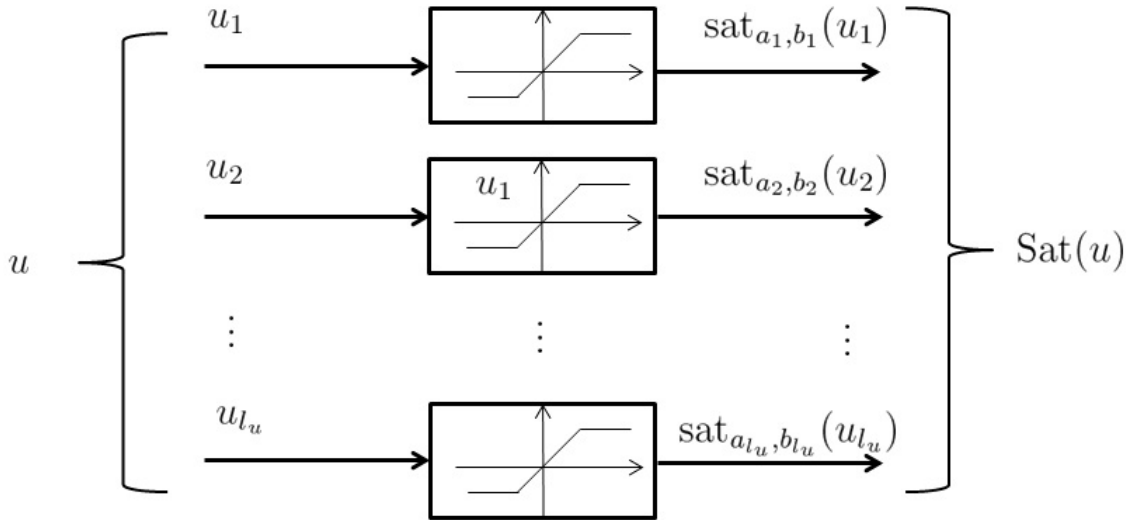 u_1 sat_{a_1,b_1}(u_1)
u_2 u_1 sat_{a_2,b_2}(u_2)
u Sat(u)
⋮ ⋮ ⋮
u_{l_u} sat_{a_{l_u},b_{l_u}}(u_{l_u})